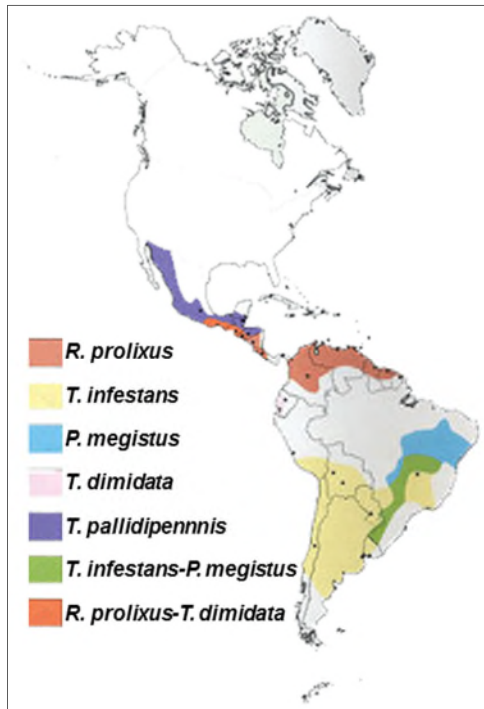 R. prolixus
T. infestans
P. megistus
T. dimidata
T. pallidipennnis
T. infestans-P. megistus
R. prolixus-T. dimidata